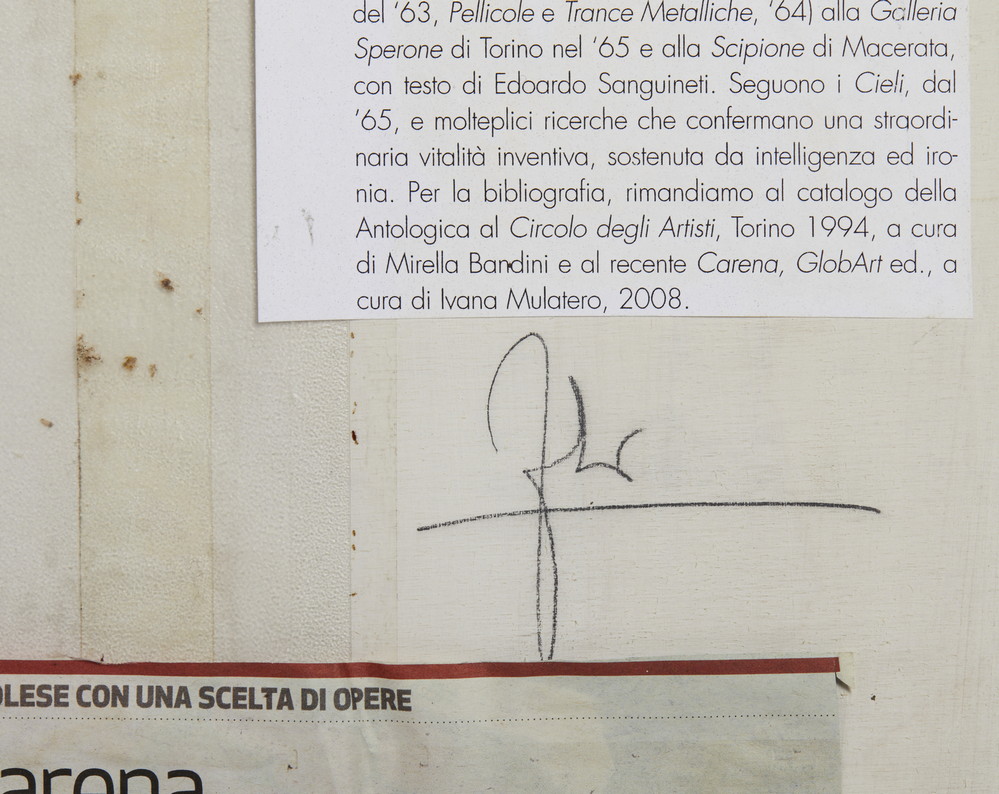 del '63, Pellicole e Trance Metalliche, '64) alla Galleria
Sperone di Torino nel '65 e alla Scipione di Macerata,
con testo di Edoardo Sanguineti. Seguono i Cieli, dal
'65, e molteplici ricerche che confermano una straordi-
naria vitalità inventiva, sostenuta da intelligenza ed iro-
nia. Per la bibliografia, rimandiamo al catalogo della
Antologica al Circolo degli Artisti, Torino 1994, a cura
di Mirella Bandini e al recente Carena, GlobArt ed., a
cura di Ivana Mulatero, 2008.
OLESE CON UNA SCELTA DI OPERE
arena